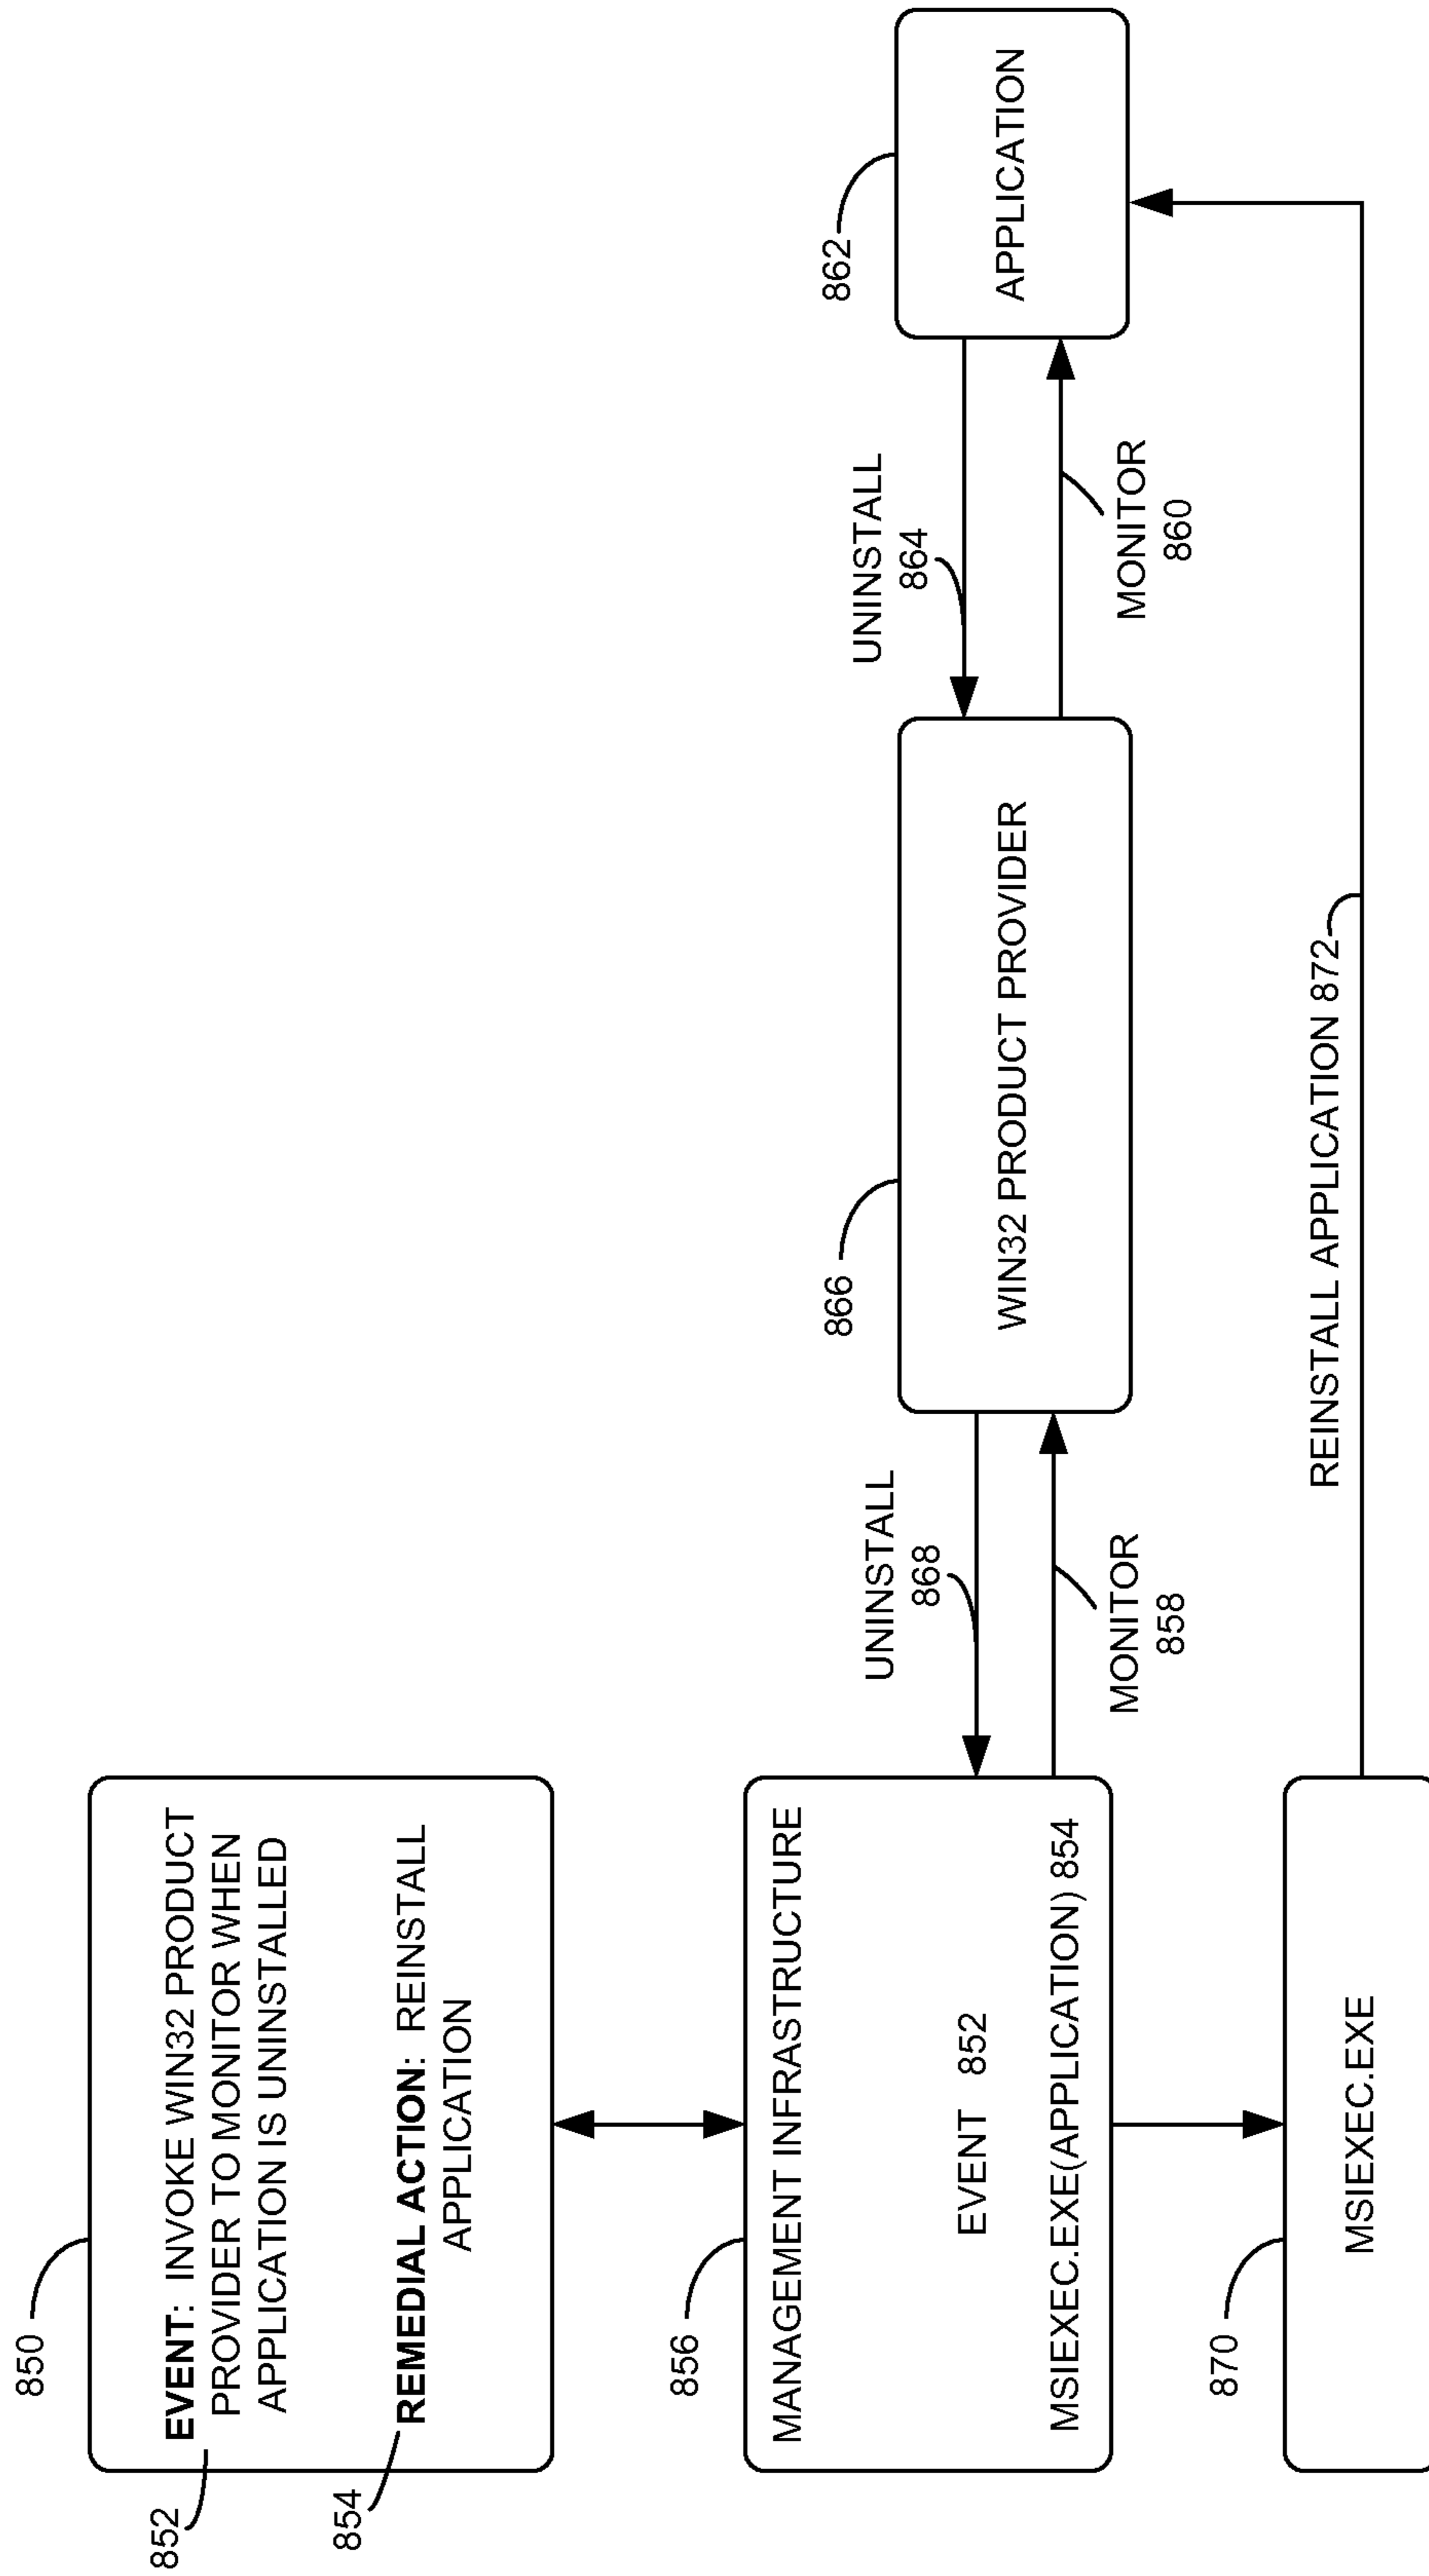 850
852
EVENT: INVOKE WIN32 PRODUCT
PROVIDER TO MONITOR WHEN
APPLICATION IS UNINSTALLED
854
REMEDIAL ACTION: REINSTALL
APPLICATION
856
MANAGEMENT INFRASTRUCTURE
EVENT 852
MSIEXEC.EXE(APPLICATION) 854
UNINSTALL
868
MONITOR
858
866
WIN32 PRODUCT PROVIDER
UNINSTALL
864
MONITOR
860
862
APPLICATION
870
MSIEXEC.EXE
REINSTALL APPLICATION 872